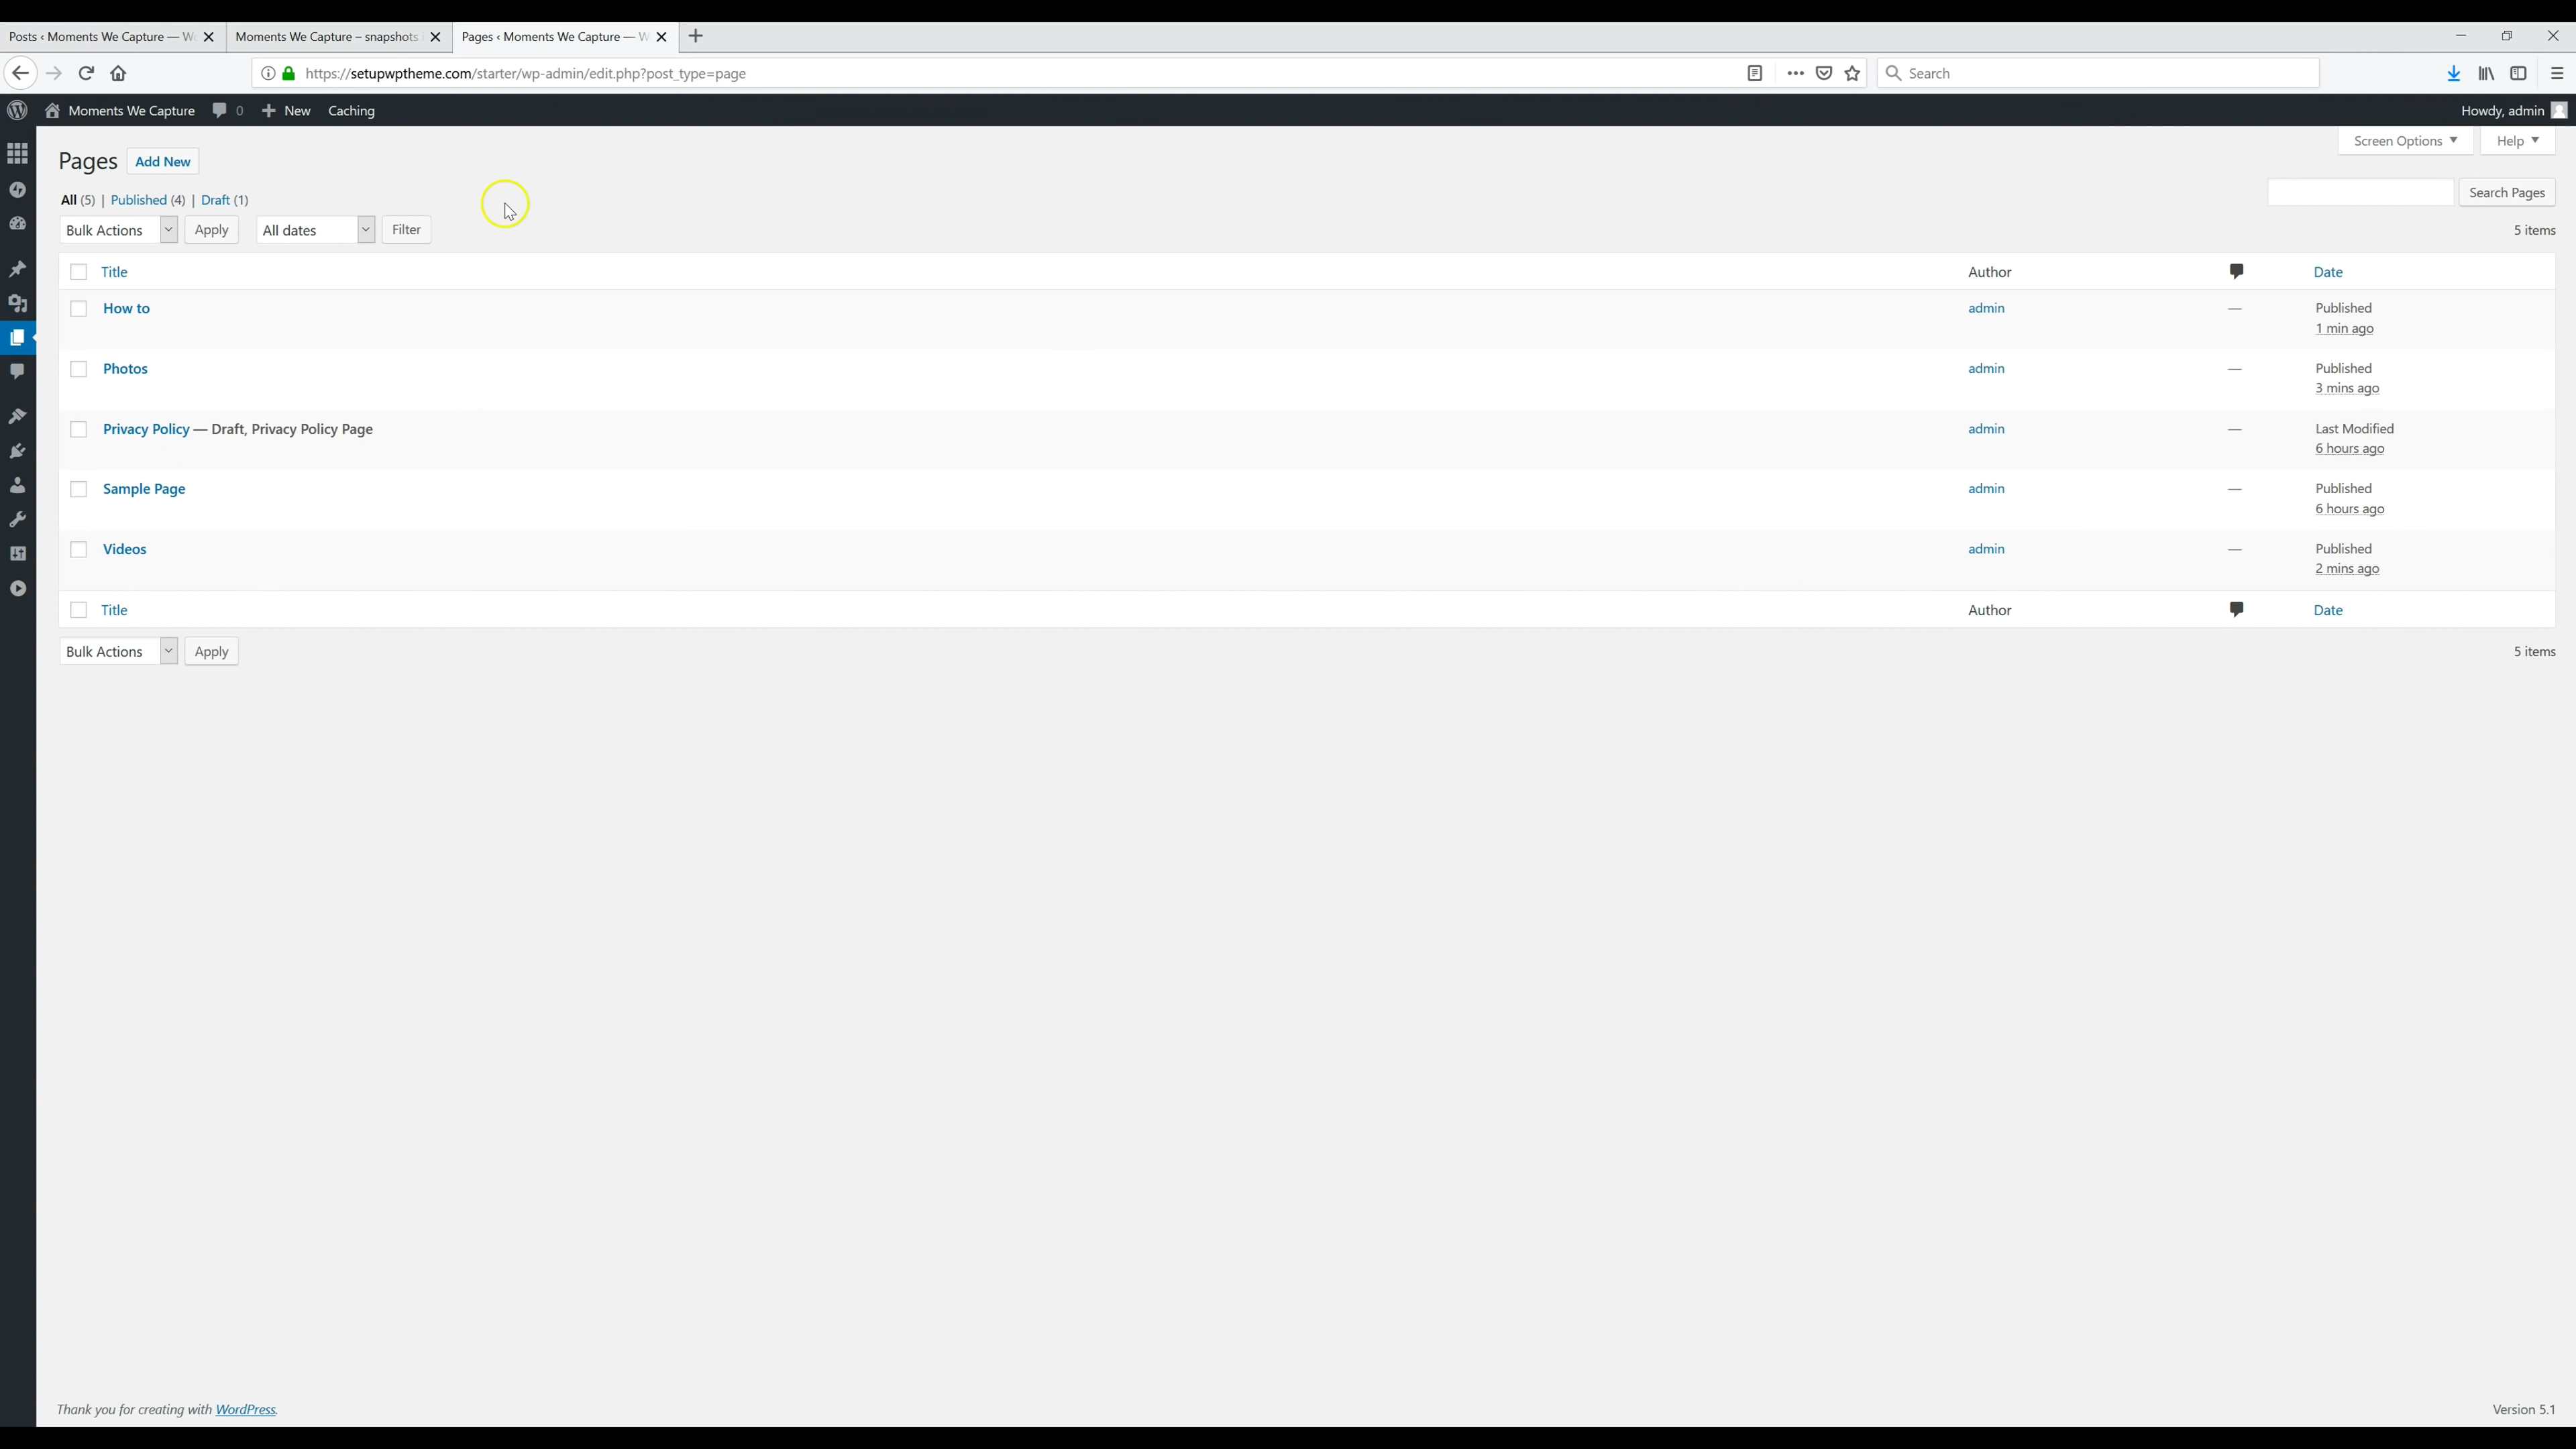 Posts ‹ Moments We Capture — W
Moments We Capture – snapshots
Pages ‹ Moments We Capture — W
https://setupwptheme.com/starter/wp-admin/edit.php?post_type=page
Search
Moments We Capture 0 New Caching
Howdy, admin
Screen Options Help
Pages Add New
All (5) | Published (4) | Draft (1)
Search Pages
Bulk Actions Apply All dates Filter
5 items
Title Author Date
How to admin — Published
1 min ago
Photos admin — Published
3 mins ago
Privacy Policy — Draft, Privacy Policy Page admin — Last Modified
6 hours ago
Sample Page admin — Published
6 hours ago
Videos admin — Published
2 mins ago
Title Author Date
Bulk Actions Apply
5 items
Thank you for creating with WordPress.
Version 5.1